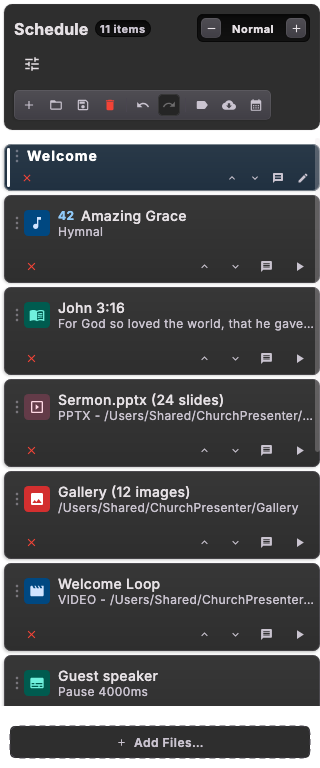 Schedule 11 items
Normal
Welcome
42 Amazing Grace
Hymnal
John 3:16
For God so loved the world, that he gave...
Sermon.pptx (24 slides)
PPTX - /Users/Shared/ChurchPresenter/...
Gallery (12 images)
/Users/Shared/ChurchPresenter/Gallery
Welcome Loop
VIDEO - /Users/Shared/ChurchPresenter...
Guest speaker
Pause 4000ms
+ Add Files...